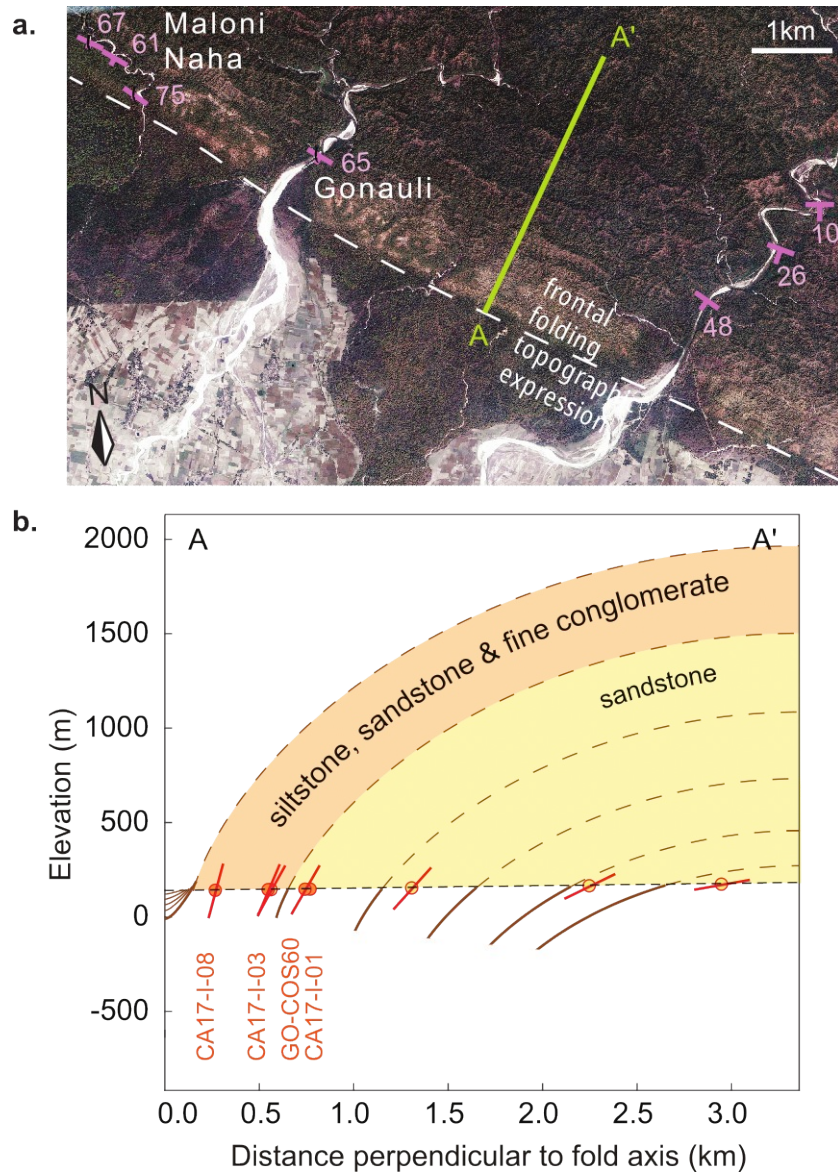 a.
67
Maloni
61
Naha
75
65
Gonauli
A'
1km
10
26
48
A
frontal
folding
topograph
expression
N
b.
2000
1500
1000
500
0
-500
Elevation (m)
A
A'
siltstone, sandstone & fine conglomerate
sandstone
CA17-I-08
CA17-I-03
GO-COS60
CA17-I-01
0.0
0.5
1.0
1.5
2.0
2.5
3.0
Distance perpendicular to fold axis (km)